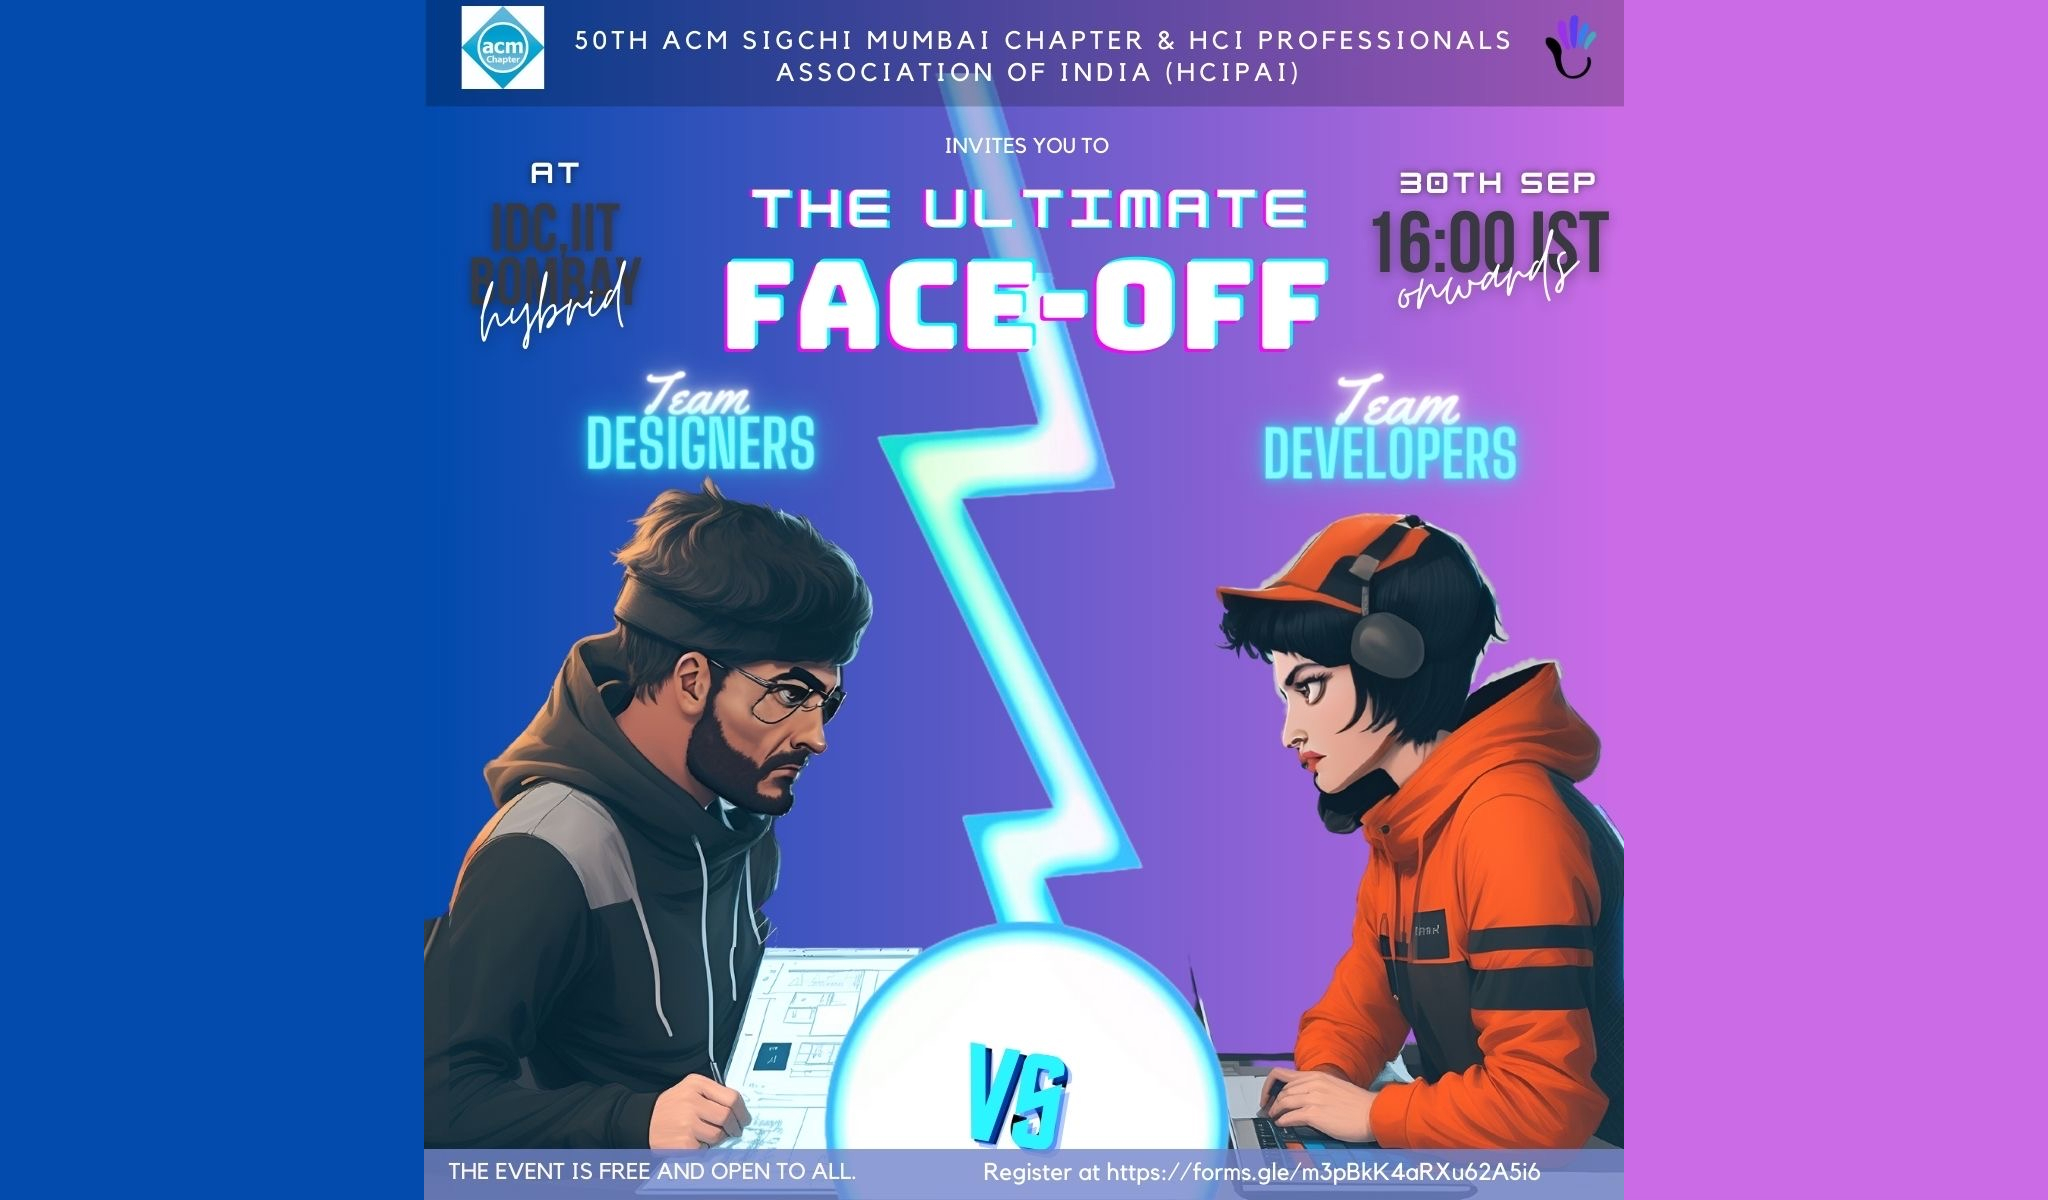 acm
Chapter
50TH ACM SIGCHI MUMBAI CHAPTER & HCI PROFESSIONALS
ASSOCIATION OF INDIA (HCIPAI)
INVITES YOU TO
AT
IDC,IIT
BOMBAY
hybrid
THE ULTIMATE
FACE-OFF
30TH SEP
16:00 IST
onwards
Team
DESIGNERS
Team
DEVELOPERS
VS
THE EVENT IS FREE AND OPEN TO ALL.
Register at https://forms.gle/m3pBkK4aRXu62A5i6